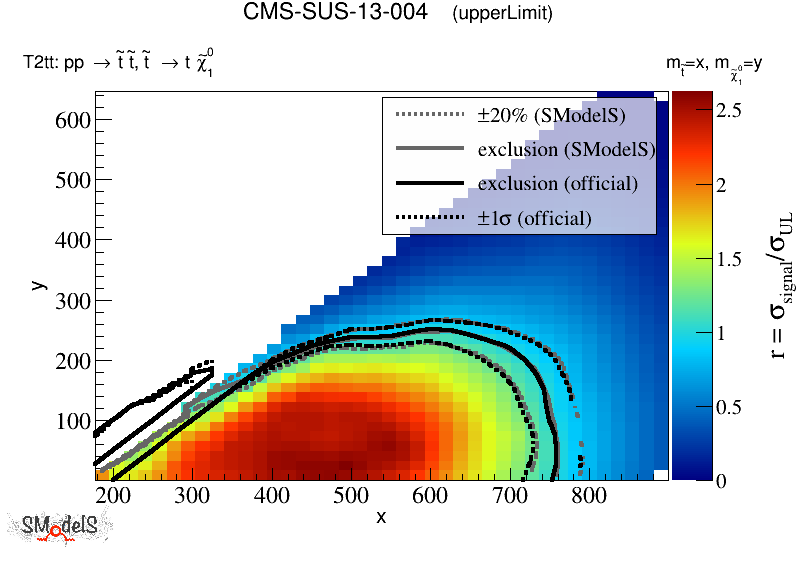 CMS-SUS-13-004 (upperLimit)
T2tt: pp → t̃ t̃, t̃ → t χ̃⁰₁
m_t̃=x, m_χ̃⁰₁=y
±20% (SModelS)
exclusion (SModelS)
exclusion (official)
±1σ (official)
600
500
400
300
200
100
y
200 300 400 500 600 700 800
x
2.5
2
1.5
1
0.5
0
r = σ_signal/σ_UL
SModelS